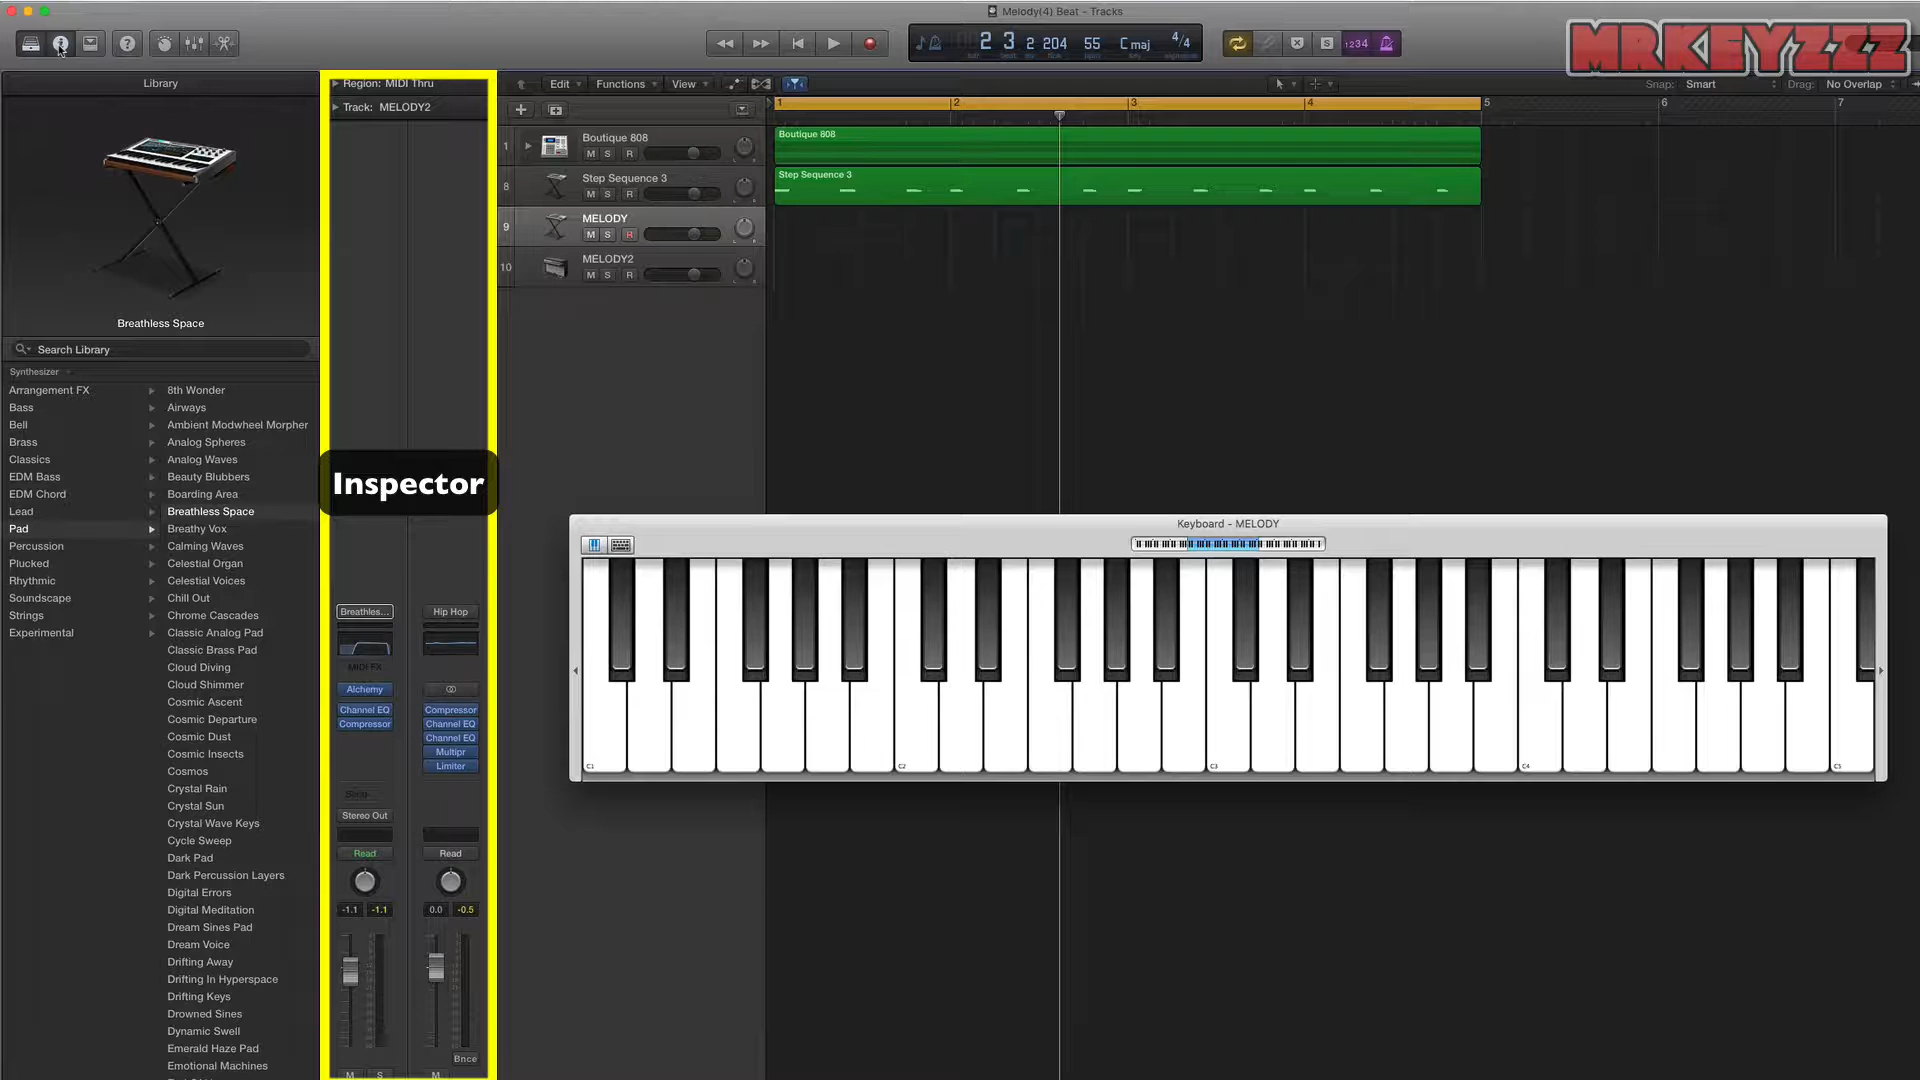 Melody(4) Beat - Tracks
2 3 2 204 55 C maj 4/4
1234
MRKEYZZZ
Library
Region: MIDI Thru
Track: MELODY2
Edit
Functions
View
Snap: Smart
Drag: No Overlap
1 2 3 4 5 6 7
1
Boutique 808
M S R
Boutique 808
8
Step Sequence 3
M S R
Step Sequence 3
9
MELODY
M S R
10
MELODY2
M S R
Breathless Space
Search Library
Synthesizer
Arrangement FX
Bass
Bell
Brass
Classics
EDM Bass
EDM Chord
Lead
Pad
Percussion
Plucked
Rhythmic
Soundscape
Strings
Experimental
8th Wonder
Airways
Ambient Modwheel Morpher
Analog Spheres
Analog Waves
Beauty Blubbers
Boarding Area
Breathless Space
Breathy Vox
Calming Waves
Celestial Organ
Celestial Voices
Chill Out
Chrome Cascades
Classic Analog Pad
Classic Brass Pad
Cloud Diving
Cloud Shimmer
Cosmic Ascent
Cosmic Departure
Cosmic Dust
Cosmic Insects
Cosmos
Crystal Rain
Crystal Sun
Crystal Wave Keys
Cycle Sweep
Dark Pad
Dark Percussion Layers
Digital Errors
Digital Meditation
Dream Sines Pad
Dream Voice
Drifting Away
Drifting In Hyperspace
Drifting Keys
Drowned Sines
Dynamic Swell
Emerald Haze Pad
Emotional Machines
Inspector
Breathles...
MIDI FX
Alchemy
Channel EQ
Compressor
Send
Stereo Out
Read
-1.1 -1.1
M S
Hip Hop
Compressor
Channel EQ
Channel EQ
Multipr
Limiter
Read
0.0 -0.5
Bnce
M
Keyboard - MELODY
C1 C2 C3 C4 C5